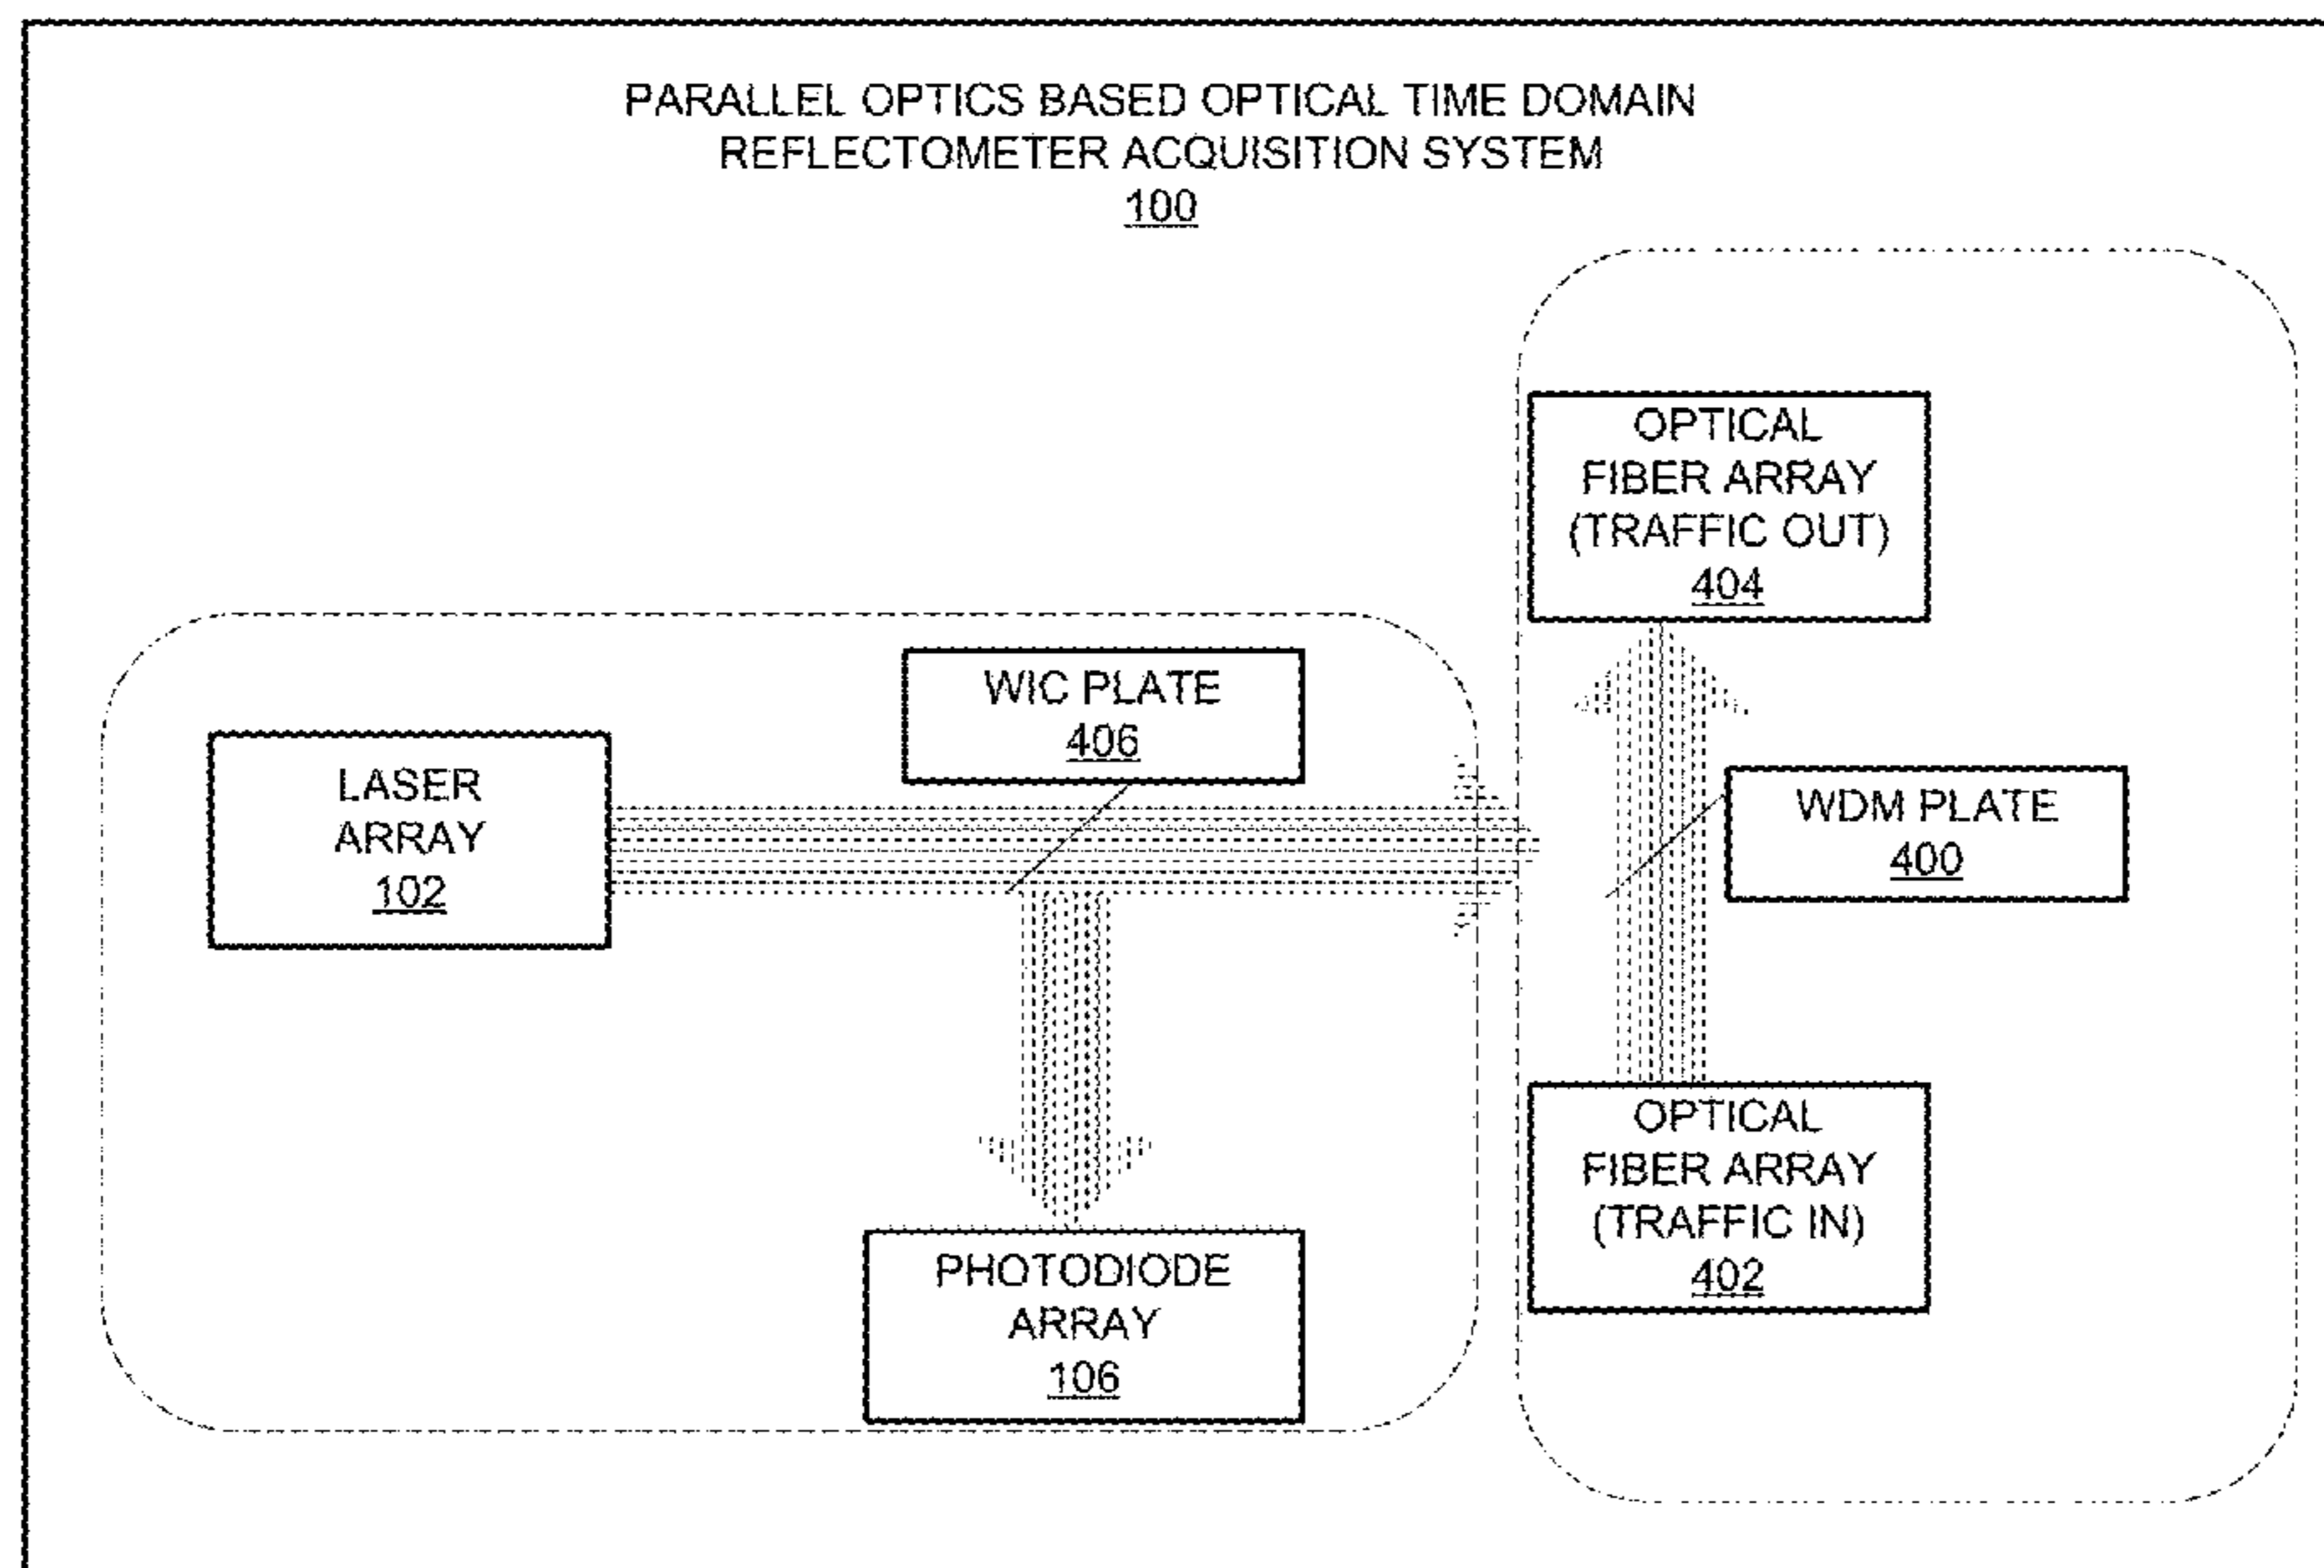 PARALLEL OPTICS BASED OPTICAL TIME DOMAIN
REFLECTOMETER ACQUISITION SYSTEM
100
OPTICAL
FIBER ARRAY
(TRAFFIC OUT)
404
WIC PLATE
406
LASER
ARRAY
102
WDM PLATE
400
OPTICAL
FIBER ARRAY
(TRAFFIC IN)
402
PHOTODIODE
ARRAY
106